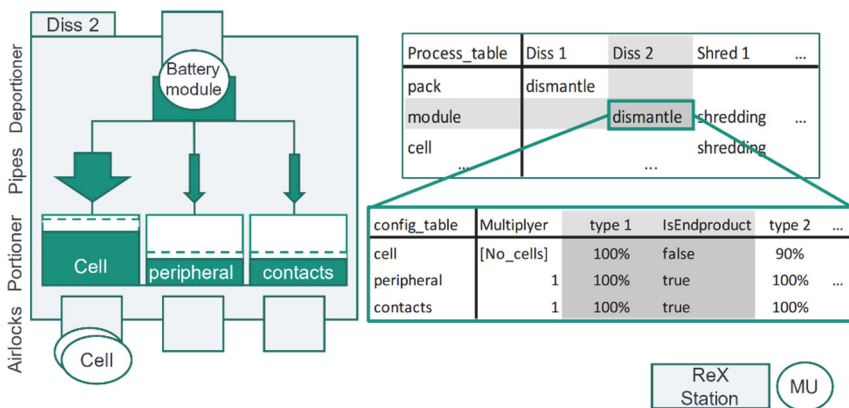 Diss 2
Deportioner
Pipes
Portioner
Airlocks
Battery
module
Cell
peripheral
contacts
Cell
Process_table Diss 1 Diss 2 Shred 1 ...
pack dismantle
module dismantle shredding ...
cell shredding
... ...
config_table Multiplyer type 1 IsEndproduct type 2 ...
cell [No_cells] 100% false 90%
peripheral 1 100% true 100% ...
contacts 1 100% true 100%
ReX
Station
MU